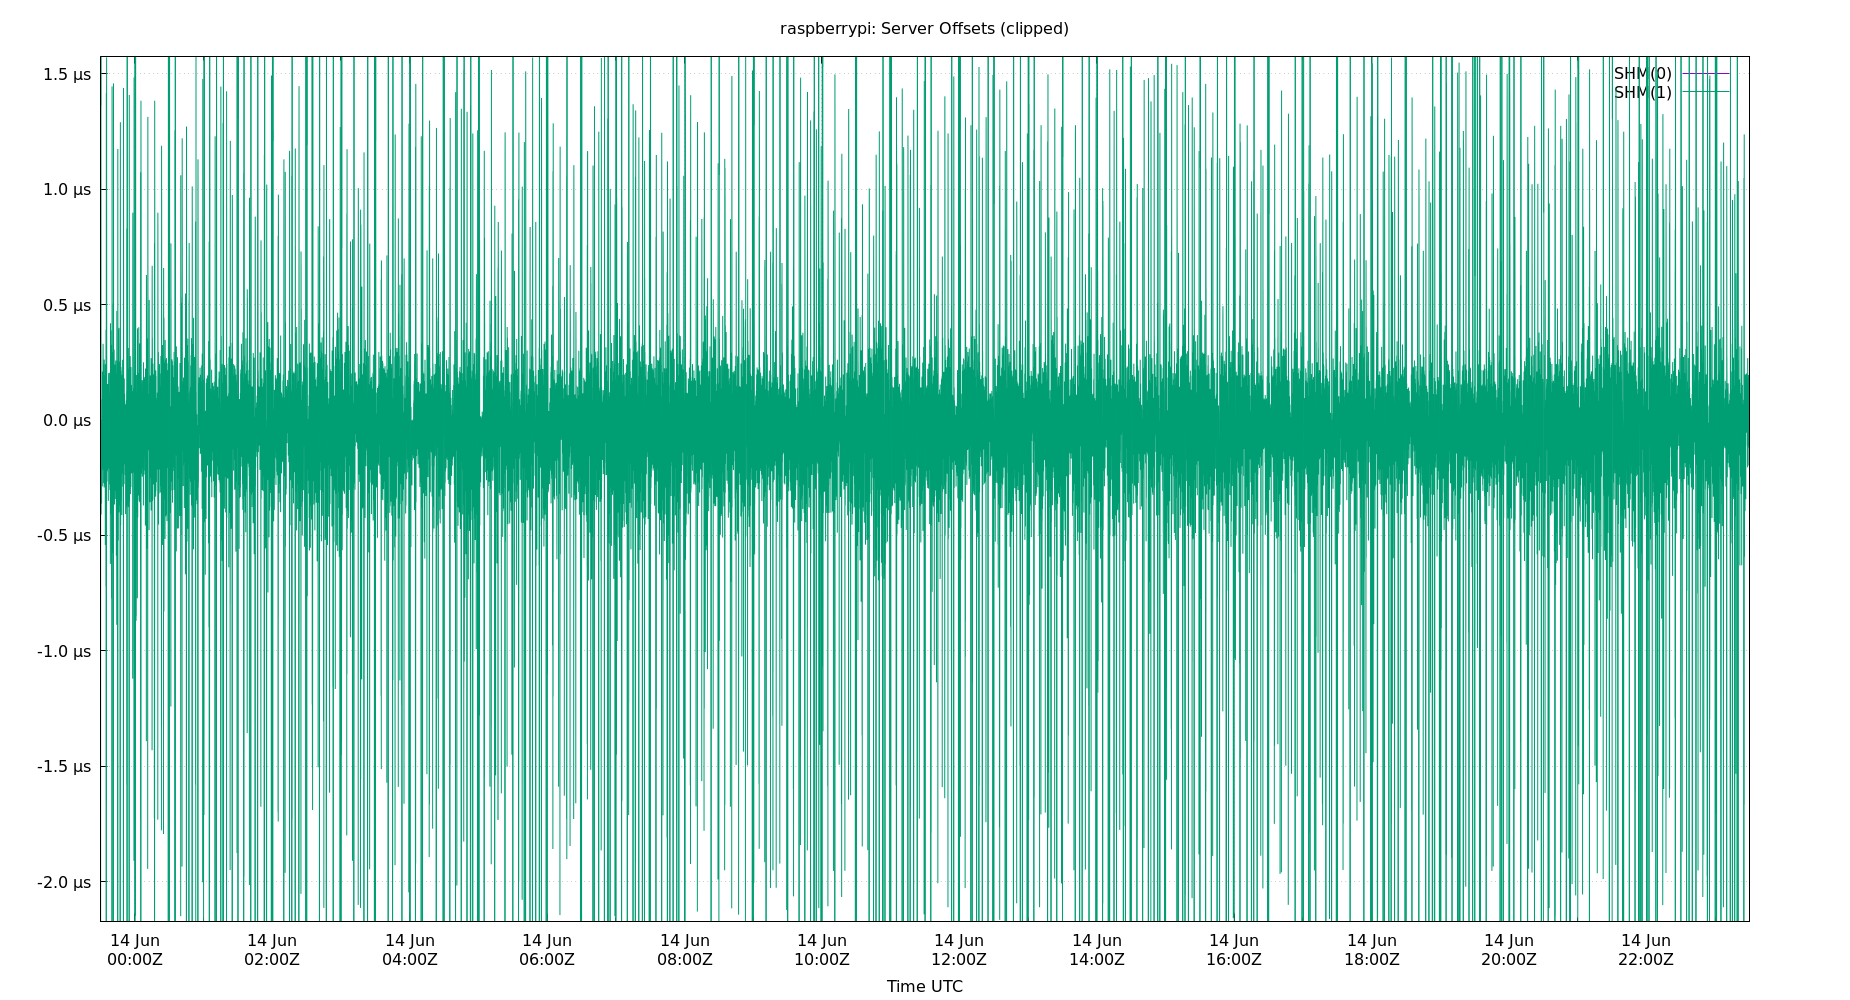 raspberrypi: Server Offsets (clipped)
1.5 µs
1.0 µs
0.5 µs
0.0 µs
-0.5 µs
-1.0 µs
-1.5 µs
-2.0 µs
SHM(0)
SHM(1)
14 Jun 14 Jun 14 Jun 14 Jun 14 Jun 14 Jun 14 Jun 14 Jun 14 Jun 14 Jun 14 Jun 14 Jun
00:00Z 02:00Z 04:00Z 06:00Z 08:00Z 10:00Z 12:00Z 14:00Z 16:00Z 18:00Z 20:00Z 22:00Z
Time UTC